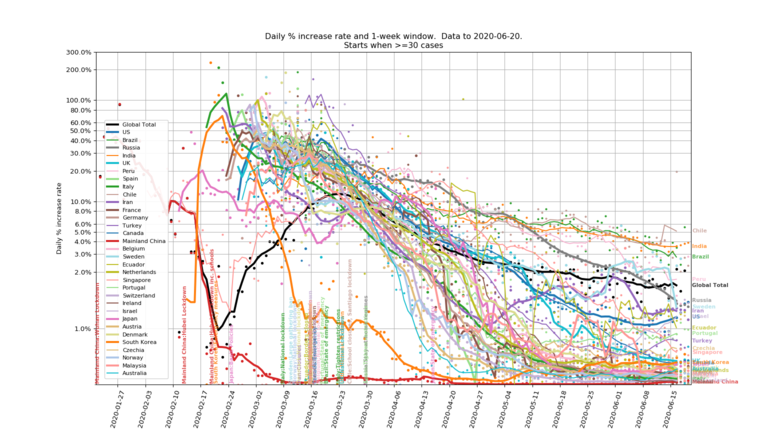 Daily % increase rate and 1-week window.  Data to 2020-06-20.
Starts when >=30 cases
300.0%
200.0%
100.0%
80.0%
60.0%
50.0%
40.0%
30.0%
20.0%
10.0%
8.0%
6.0%
5.0%
4.0%
3.0%
2.0%
1.0%
Daily % increase rate
Global Total
US
Brazil
Russia
India
UK
Peru
Spain
Italy
Chile
Iran
France
Germany
Turkey
Canada
Mainland China
Belgium
Sweden
Ecuador
Netherlands
Singapore
Portugal
Switzerland
Ireland
Israel
Japan
Austria
Denmark
South Korea
Czechia
Norway
Malaysia
Australia
Mainland China/Hubei Lockdown
Chile
India
Brazil
Peru
Global Total
Russia
Sweden
Iran
US
Ecuador
Portugal
Turkey
Czechia
Singapore
Mainland China
2020-01-27
2020-02-03
2020-02-10
2020-02-17
2020-02-24
2020-03-02
2020-03-09
2020-03-16
2020-03-23
2020-03-30
2020-04-06
2020-04-13
2020-04-20
2020-04-27
2020-05-04
2020-05-11
2020-05-18
2020-05-25
2020-06-01
2020-06-08
2020-06-15